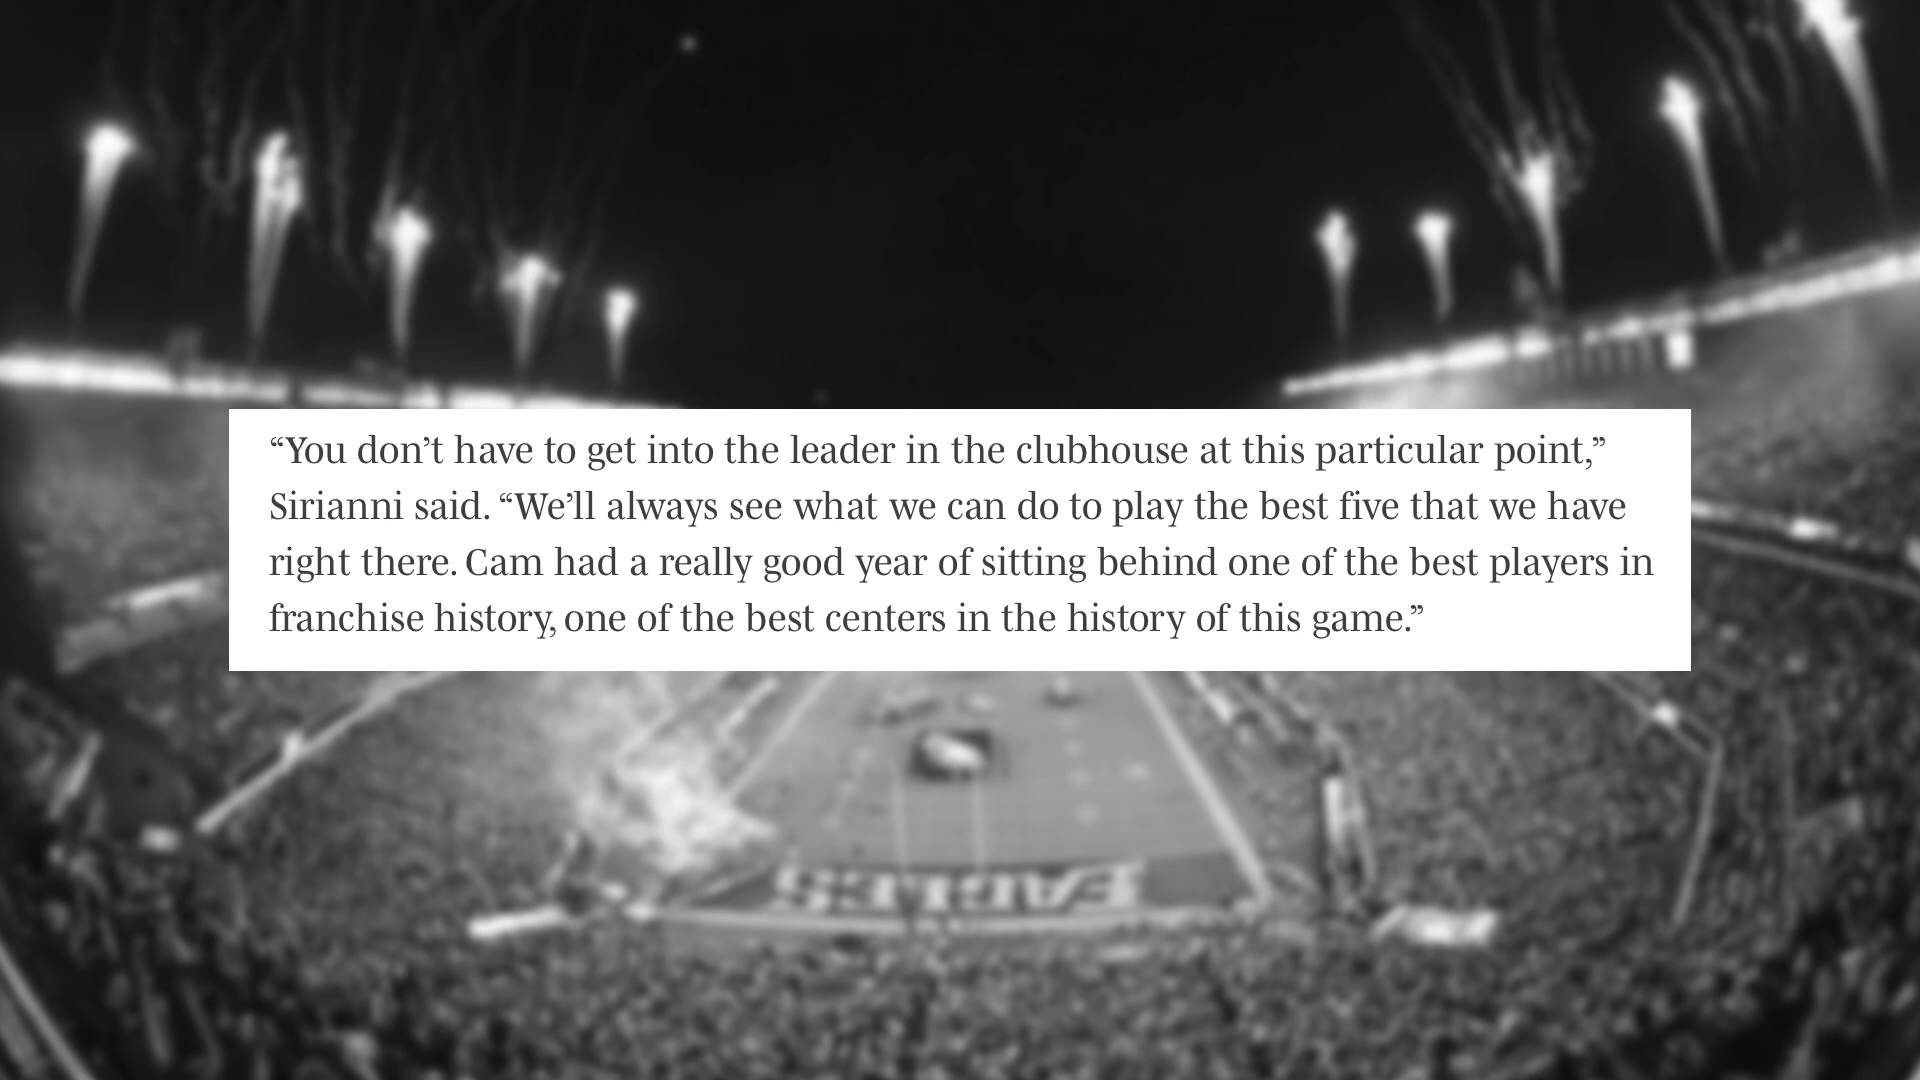 “You don’t have to get into the leader in the clubhouse at this particular point,”
Sirianni said. “We’ll always see what we can do to play the best five that we have
right there. Cam had a really good year of sitting behind one of the best players in
franchise history, one of the best centers in the history of this game.”
EAGLES